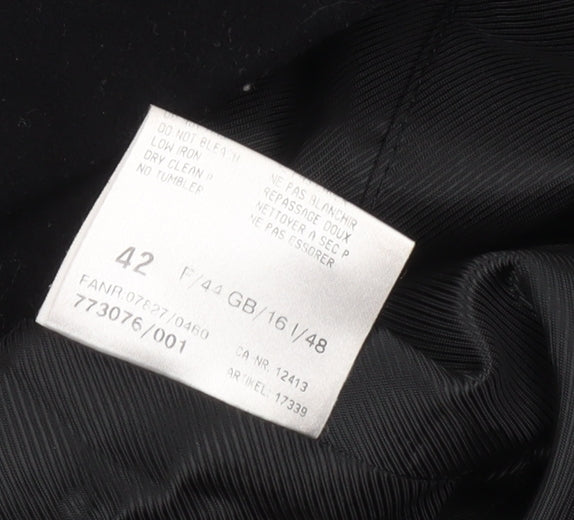 DO NOT BLEACH
LOW IRON
DRY CLEAN
NO TUMBLER
NE PAS BLANCHIR
REPASSAGE DOUX
NETTOYER A SEC P
NE PAS ESSORER
42 F/44 GB/16 I/48
FANR.07827/0460
773076/001
CA-NR. 12413
ARTIKEL. 17339